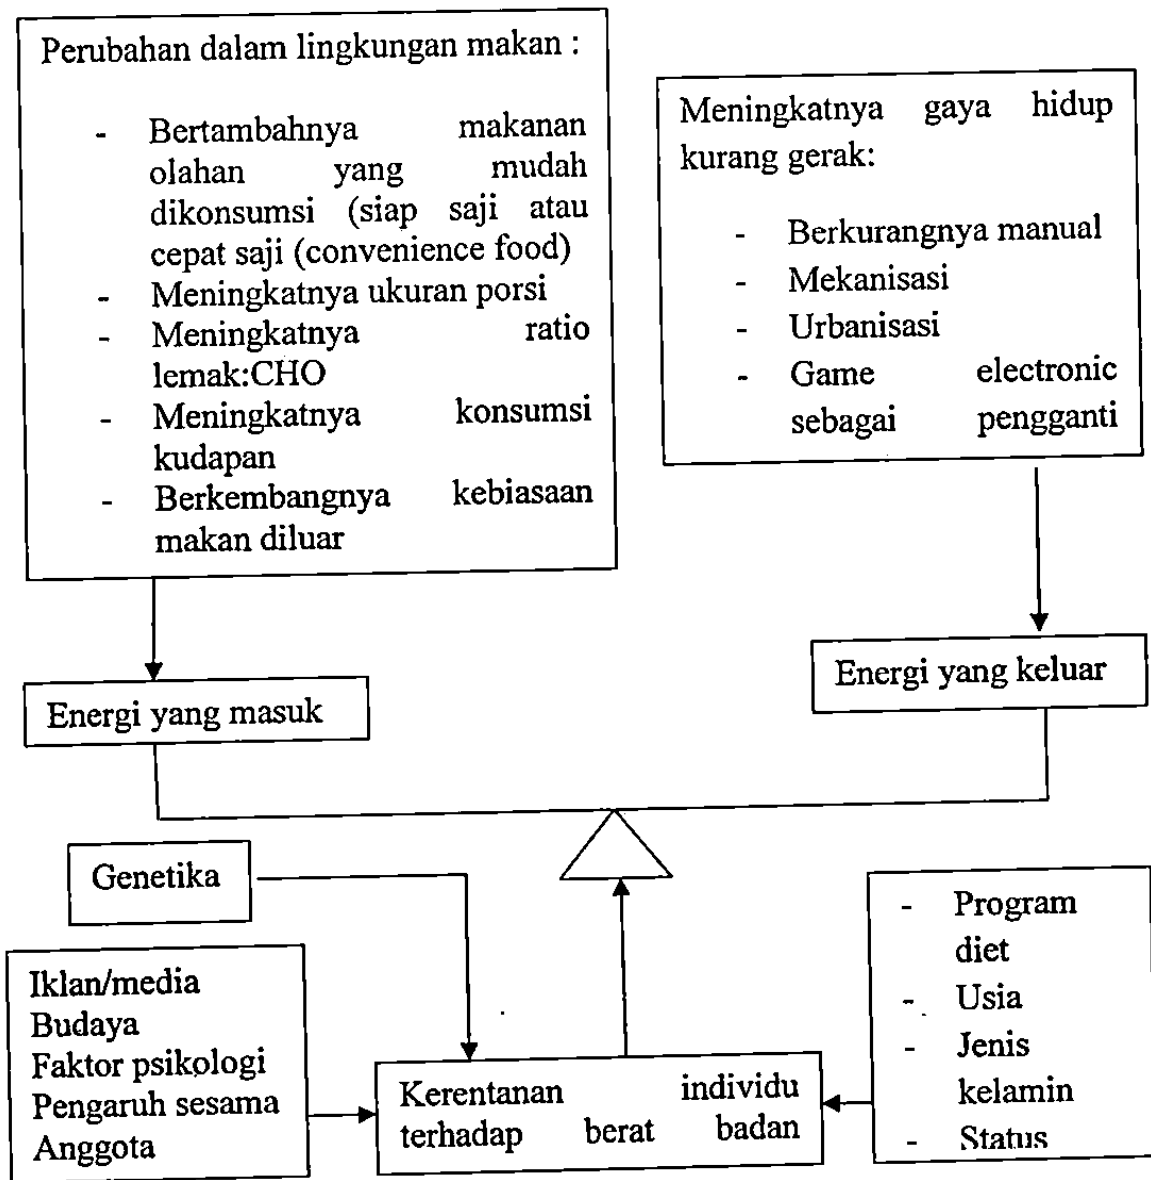 Perubahan dalam lingkungan makan :
- Bertambahnya makanan
olahan yang mudah
dikonsumsi (siap saji atau
cepat saji (convenience food)
- Meningkatnya ukuran porsi
- Meningkatnya ratio
lemak:CHO
- Meningkatnya konsumsi
kudapan
- Berkembangnya kebiasaan
makan diluar
Meningkatnya gaya hidup
kurang gerak:
- Berkurangnya manual
- Mekanisasi
- Urbanisasi
- Game electronic
sebagai pengganti
Energi yang masuk
Energi yang keluar
Genetika
Iklan/media
Budaya
Faktor psikologi
Pengaruh sesama
Anggota
Kerentanan individu
terhadap berat badan
- Program
diet
- Usia
- Jenis
kelamin
- Status